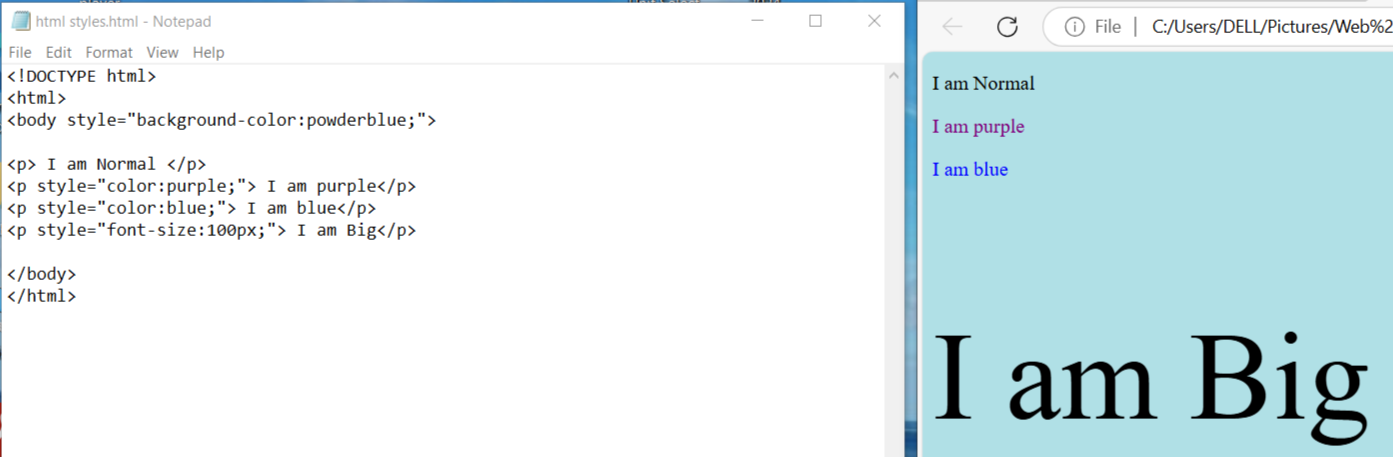 html styles.html - Notepad
File Edit Format View Help
<!DOCTYPE html>
<html>
<body style="background-color:powderblue;">
<p> I am Normal </p>
<p style="color:purple;"> I am purple</p>
<p style="color:blue;"> I am blue</p>
<p style="font-size:100px;"> I am Big</p>
</body>
</html>
File | C:/Users/DELL/Pictures/Web%2
I am Normal
I am purple
I am blue
I am Big